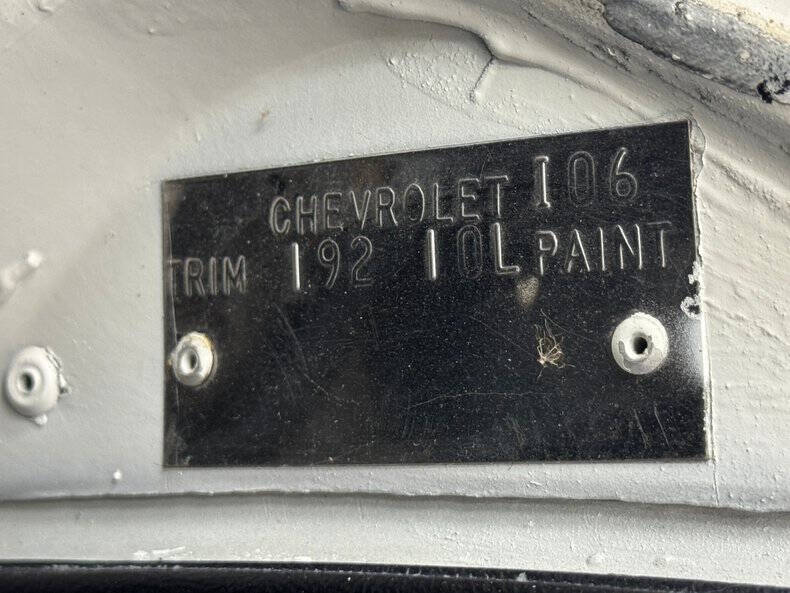 CHEVROLET I06
TRIM 192 10L PAINT